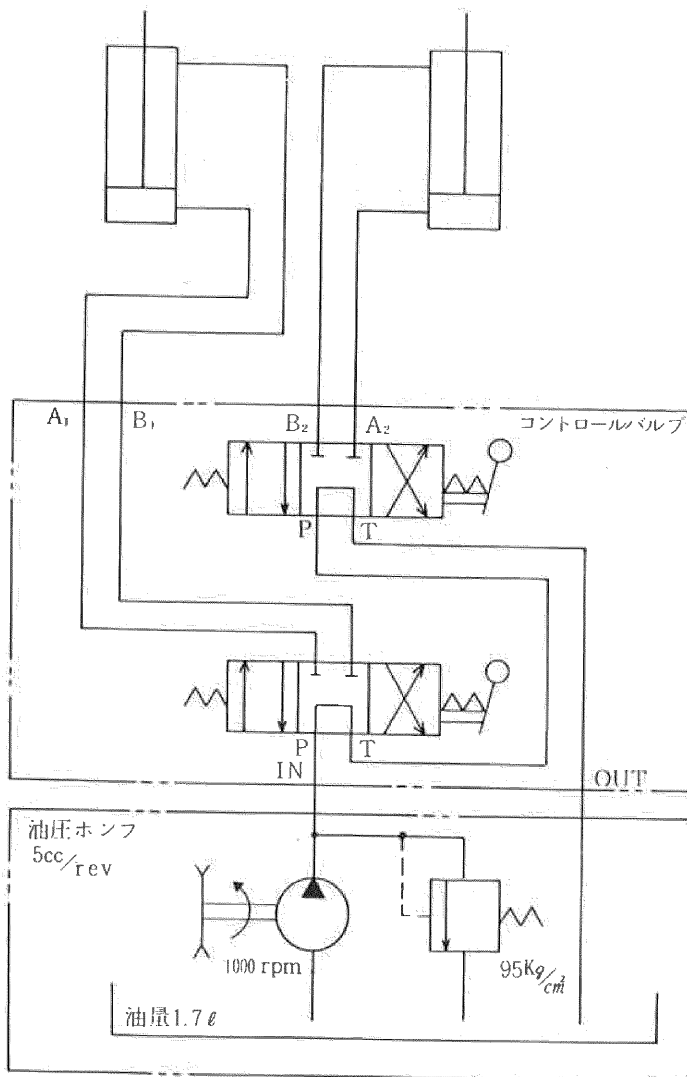 A₁
B₁
B₂
A₂
コントロールバルブ
P
T
P
T
IN
OUT
油圧ホンフ
5cc/rev
1000 rpm
95Kg/cm²
油量1.7ℓ